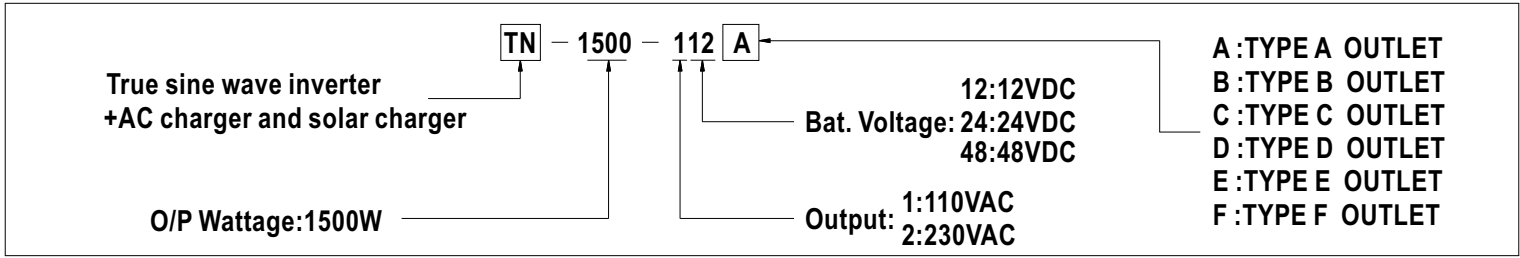 TN – 1500 – 112 A
True sine wave inverter
+AC charger and solar charger
O/P Wattage:1500W
12:12VDC
Bat. Voltage: 24:24VDC
48:48VDC
Output: 1:110VAC
2:230VAC
A :TYPE A OUTLET
B :TYPE B OUTLET
C :TYPE C OUTLET
D :TYPE D OUTLET
E :TYPE E OUTLET
F :TYPE F OUTLET